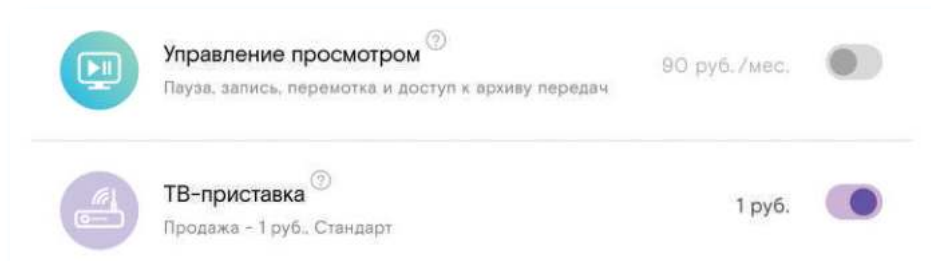 Управление просмотром ?
90 руб./мес.
Пауза, запись, перемотка и доступ к архиву передач
ТВ-приставка ?
1 руб.
Продажа - 1 руб., Стандарт